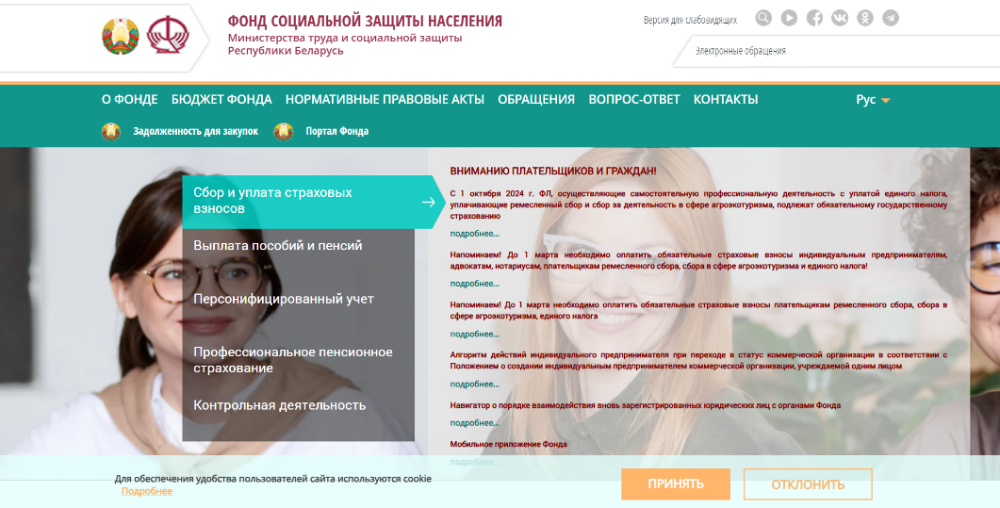 ФОНД СОЦИАЛЬНОЙ ЗАЩИТЫ НАСЕЛЕНИЯ
Министерства труда и социальной защиты
Республики Беларусь
Версия для слабовидящих
Электронные обращения
О ФОНДЕ БЮДЖЕТ ФОНДА НОРМАТИВНЫЕ ПРАВОВЫЕ АКТЫ ОБРАЩЕНИЯ ВОПРОС-ОТВЕТ КОНТАКТЫ Рус
Задолженность для закупок Портал Фонда
Сбор и уплата страховых
взносов
Выплата пособий и пенсий
Персонифицированный учет
Профессиональное пенсионное
страхование
Контрольная деятельность
ВНИМАНИЮ ПЛАТЕЛЬЩИКОВ И ГРАЖДАН!
С 1 октября 2024 г. ФЛ, осуществляющие самостоятельную профессиональную деятельность с уплатой единого налога,
уплачивающие ремесленный сбор и сбор за деятельность в сфере агроэкотуризма, подлежат обязательному государственному
страхованию
подробнее...
Напоминаем! До 1 марта необходимо оплатить обязательные страховые взносы индивидуальным предпринимателям,
адвокатам, нотариусам, плательщикам ремесленного сбора, сбора в сфере агроэкотуризма и единого налога!
подробнее...
Напоминаем! До 1 марта необходимо оплатить обязательные страховые взносы плательщикам ремесленного сбора, сбора в
сфере агроэкотуризма, единого налога
подробнее...
Алгоритм действий индивидуального предпринимателя при переходе в статус коммерческой организации в соответствии с
Положением о создании индивидуальным предпринимателем коммерческой организации, учреждаемой одним лицом
подробнее...
Навигатор о порядке взаимодействия вновь зарегистрированных юридических лиц с органами Фонда
подробнее...
Мобильное приложение Фонда
подробнее...
Для обеспечения удобства пользователей сайта используются cookie
Подробнее
ПРИНЯТЬ
ОТКЛОНИТЬ